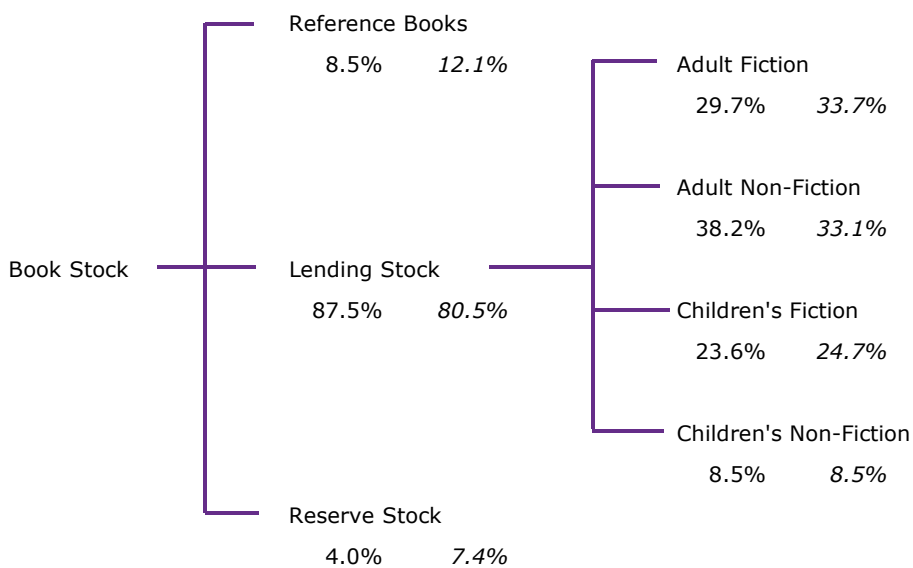 Reference Books
8.5% 12.1%
Adult Fiction
29.7% 33.7%
Adult Non-Fiction
38.2% 33.1%
Book Stock
Lending Stock
87.5% 80.5%
Children's Fiction
23.6% 24.7%
Children's Non-Fiction
8.5% 8.5%
Reserve Stock
4.0% 7.4%